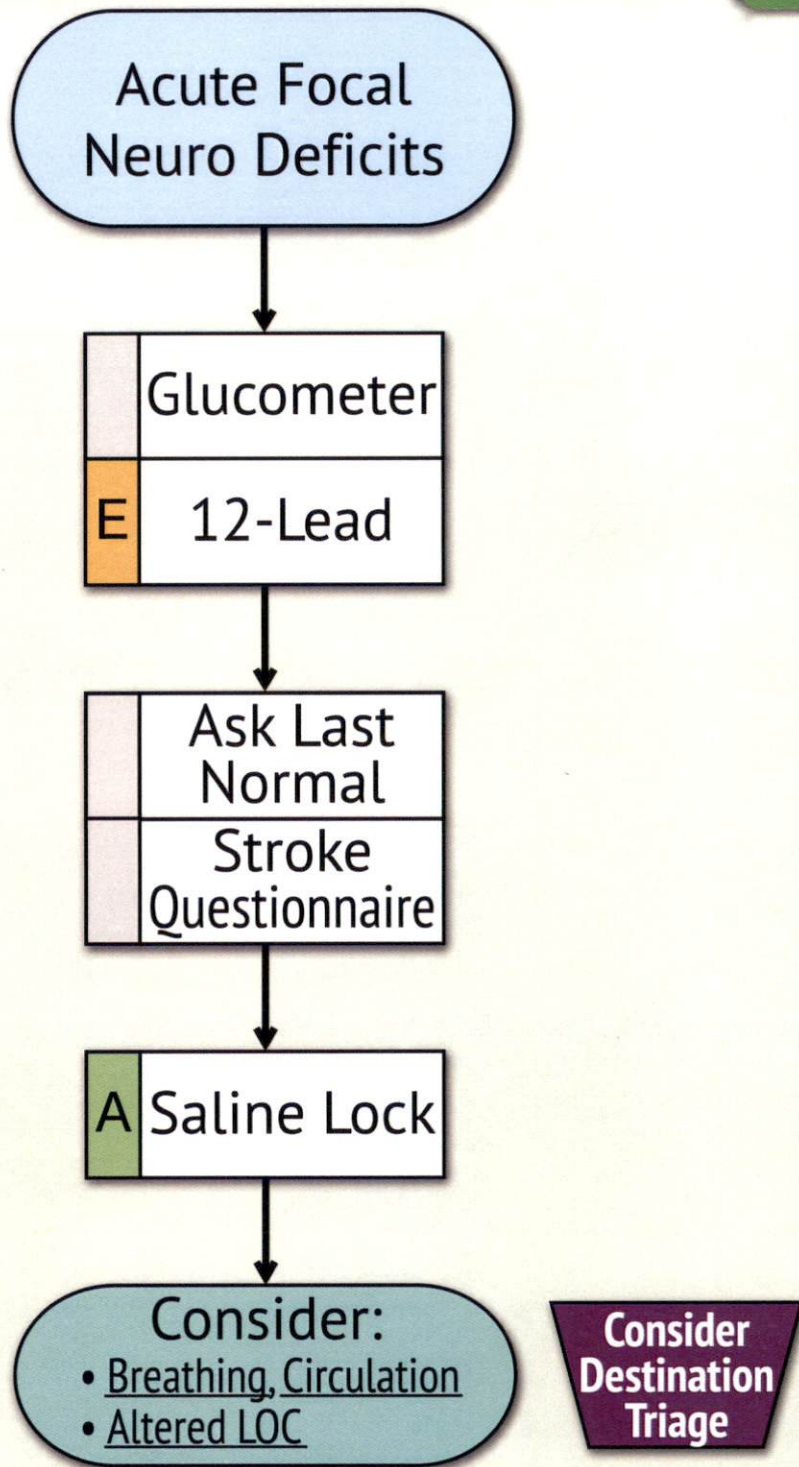 Acute Focal
Neuro Deficits
Glucometer
E 12-Lead
Ask Last
Normal
Stroke
Questionnaire
A Saline Lock
Consider:
• Breathing, Circulation
• Altered LOC
Consider
Destination
Triage